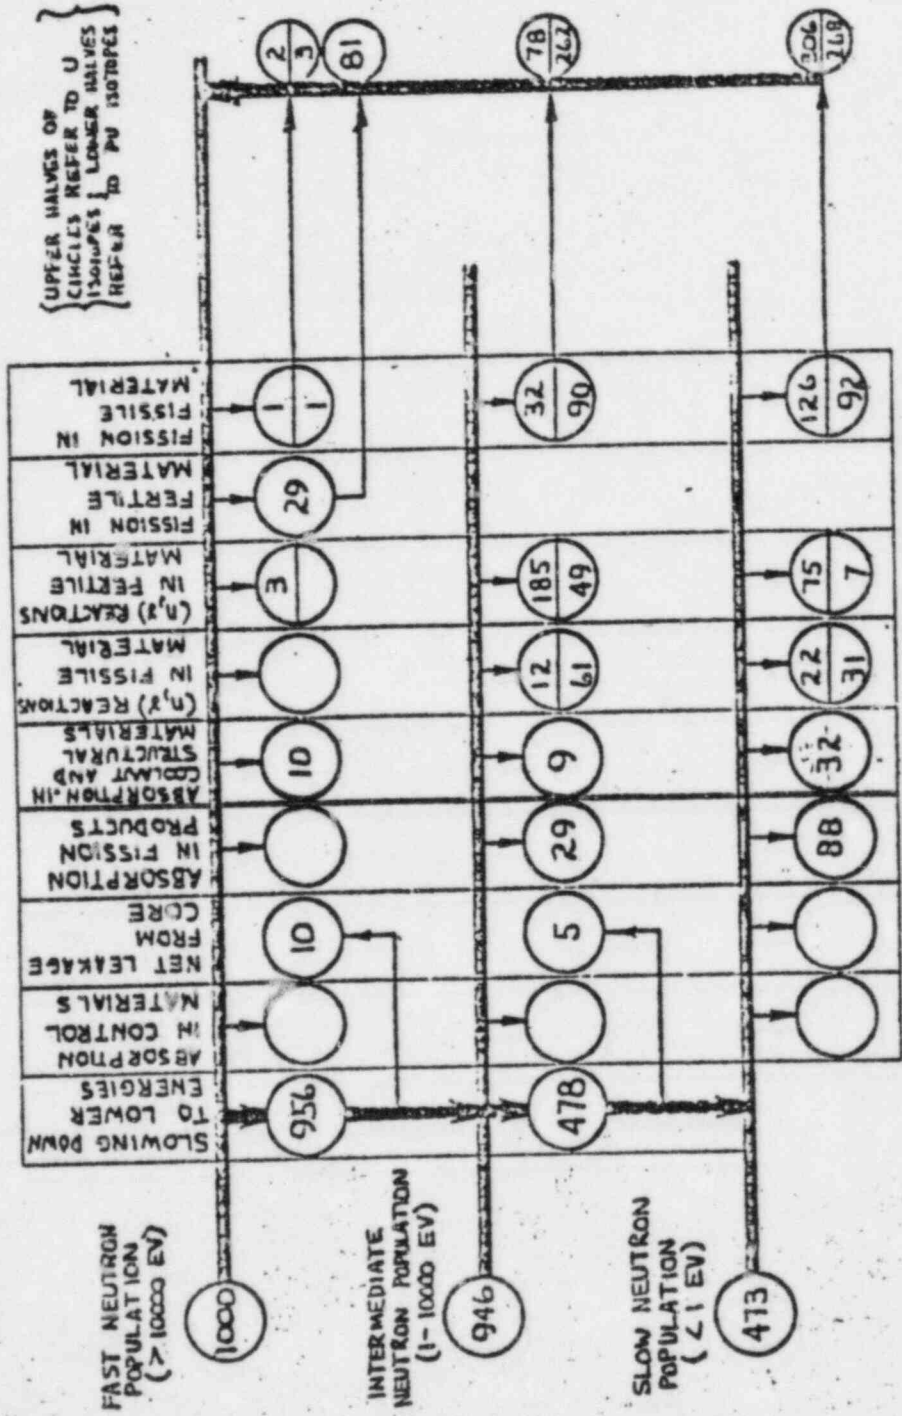 {UPPER HALVES OF
CIRCLES REFER TO U
ISOTOPES; LOWER HALVES
REFER TO PU ISOTOPES}
SLOWING DOWN
TO LOWER
ENERGIES
ABSORPTION
IN CONTROL
MATERIALS
NET LEAKAGE
FROM
CORE
ABSORPTION
IN FISSION
PRODUCTS
ABSORPTION IN
COOLANT AND
STRUCTURAL
MATERIALS
(n,γ) REACTIONS
IN FISSILE
MATERIAL
(n,γ) REACTIONS
IN FERTILE
MATERIAL
FISSION IN
FERTILE
MATERIAL
FISSION IN
FISSILE
MATERIAL
FAST NEUTRON
POPULATION
(> 10000 EV)
1000
956
10
10
3
29
1
1
2
3
81
INTERMEDIATE
NEUTRON POPULATION
(1-10000 EV)
946
478
5
29
9
12
61
185
49
32
90
78
262
SLOW NEUTRON
POPULATION
(< 1 EV)
473
88
32
22
31
75
7
126
92
306
268